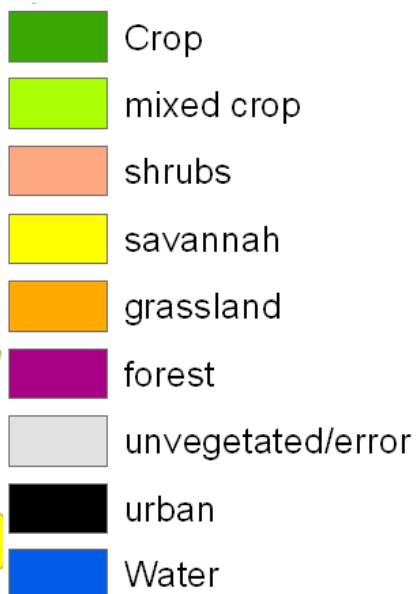 Crop
mixed crop
shrubs
savannah
grassland
forest
unvegetated/error
urban
Water